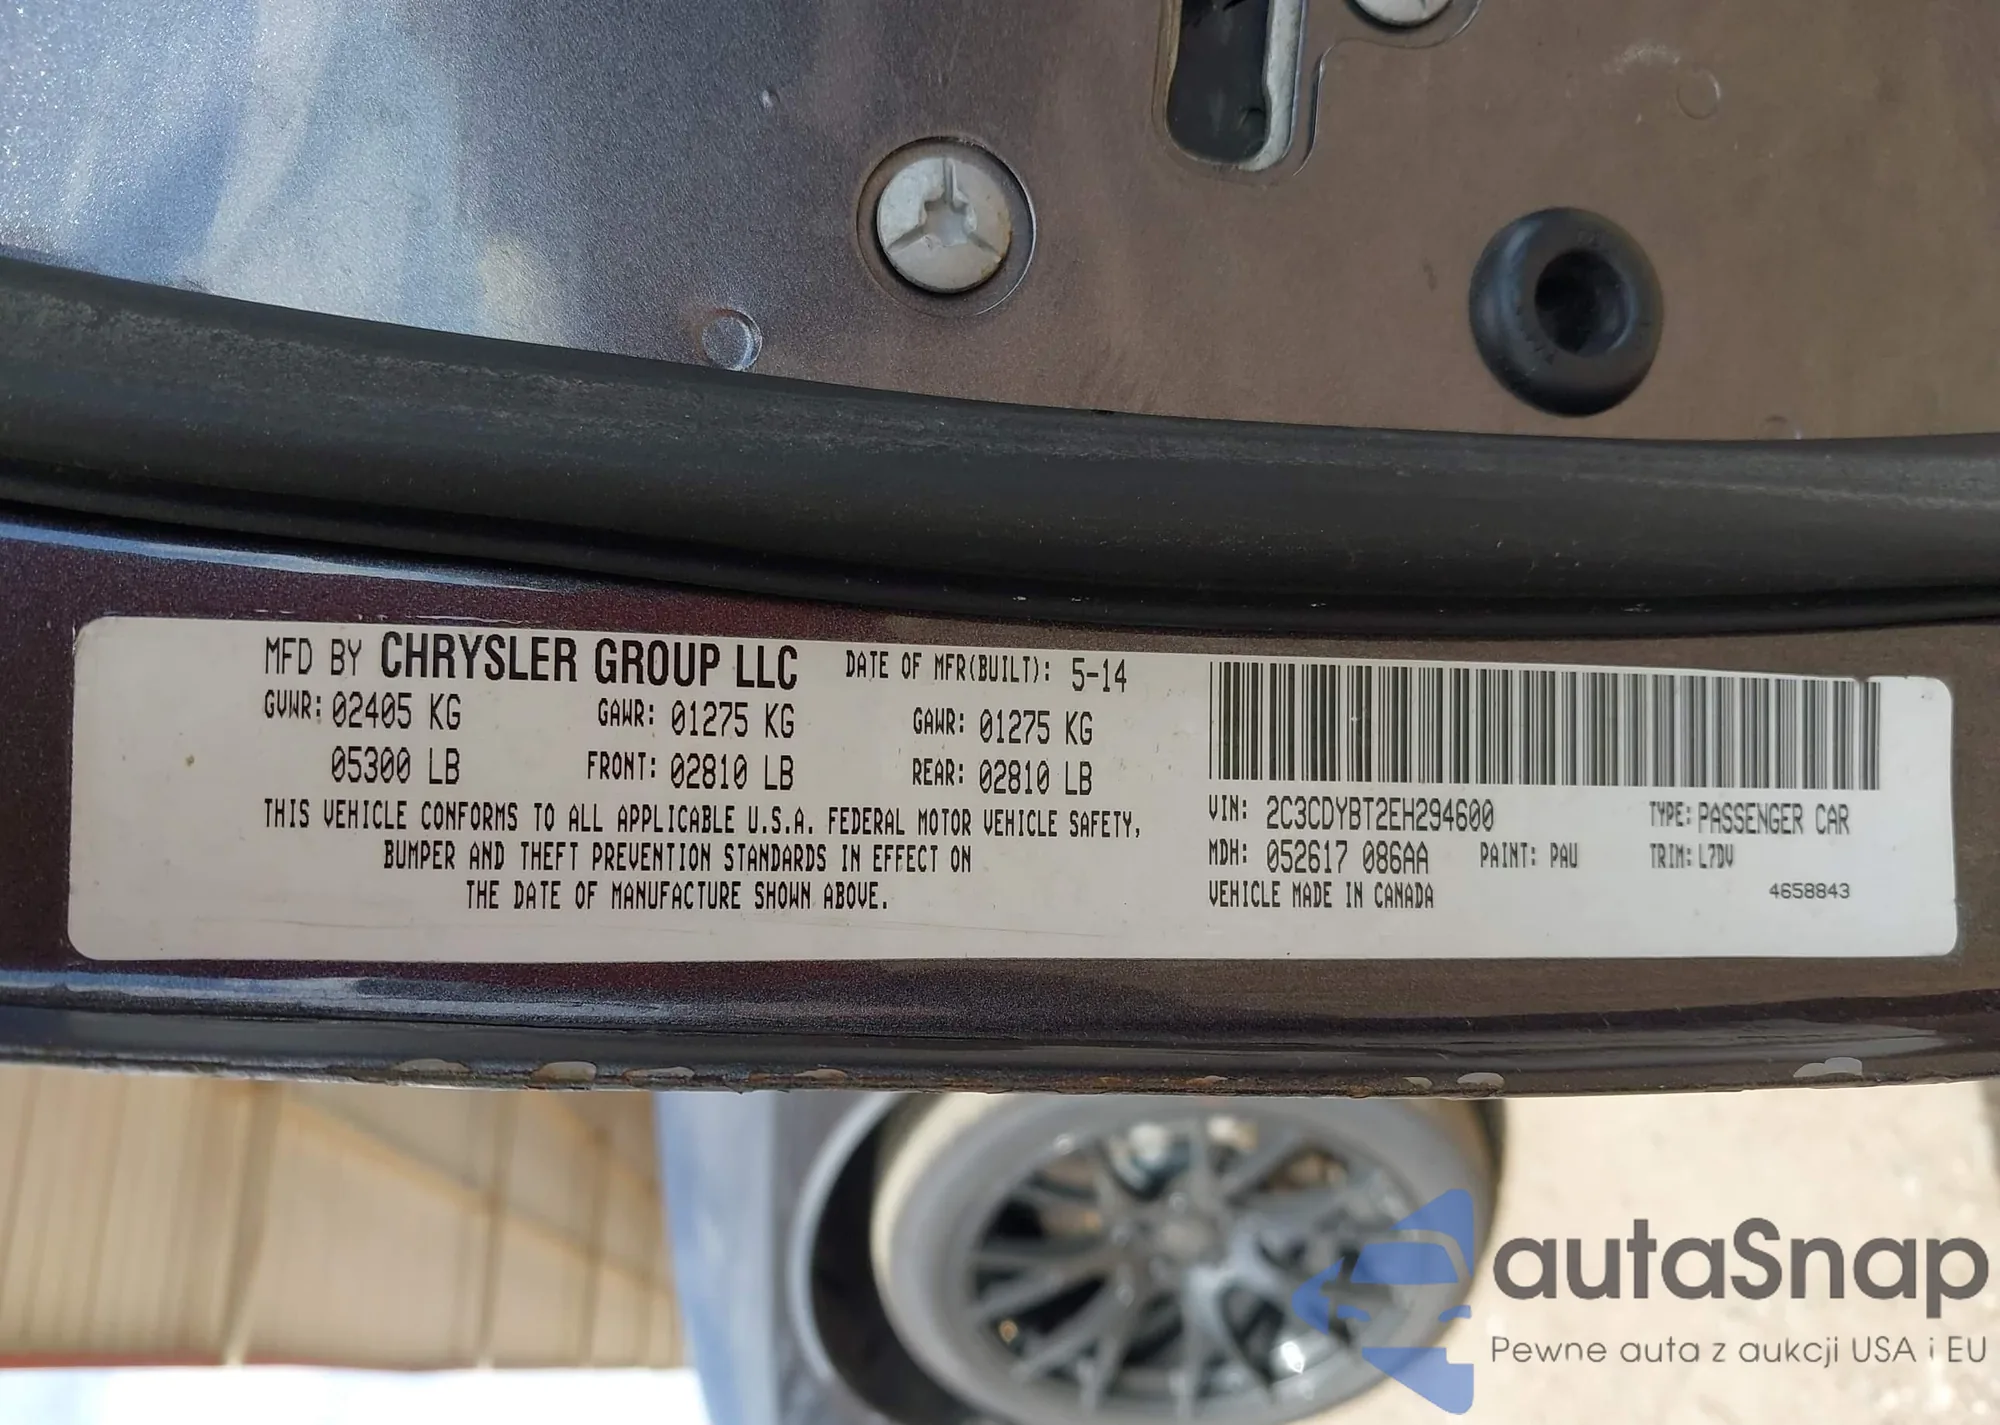 MFD BY CHRYSLER GROUP LLC DATE OF MFR(BUILT): 5-14
GVWR: 02405 KG GAWR: 01275 KG GAWR: 01275 KG
05300 LB FRONT: 02810 LB REAR: 02810 LB
THIS VEHICLE CONFORMS TO ALL APPLICABLE U.S.A. FEDERAL MOTOR VEHICLE SAFETY,
BUMPER AND THEFT PREVENTION STANDARDS IN EFFECT ON
THE DATE OF MANUFACTURE SHOWN ABOVE.
VIN: 2C3CDYBT2EH294600 TYPE: PASSENGER CAR
MDH: 052617 086AA PAINT: PAU TRIM: L7DV
VEHICLE MADE IN CANADA 4658843
autaSnap
Pewne auta z aukcji USA i EU